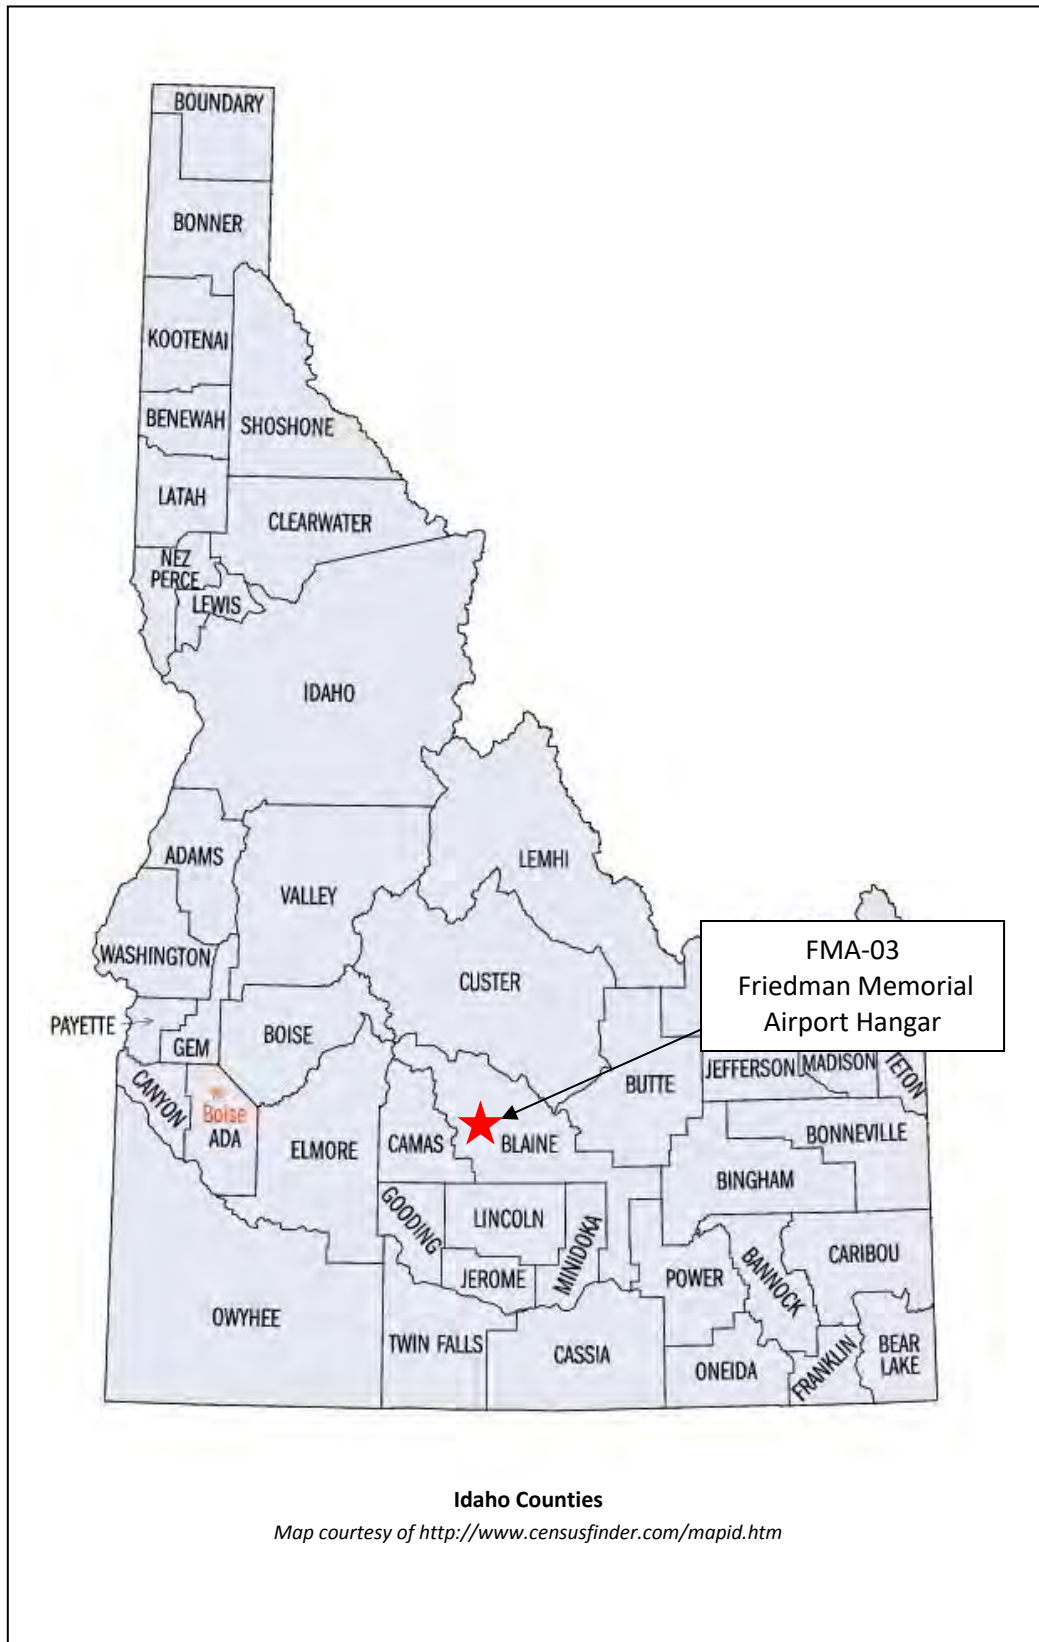 BOUNDARY
BONNER
KOOTENAI
BENEWAH
SHOSHONE
LATAH
CLEARWATER
NEZ
PERCE
LEWIS
IDAHO
ADAMS
VALLEY
LEMHI
WASHINGTON
CUSTER
FMA-03
Friedman Memorial
Airport Hangar
PAYETTE
GEM
BOISE
BUTTE
JEFFERSON
MADISON
TETON
CANYON
Boise
ADA
ELMORE
CAMAS
BLAINE
BONNEVILLE
BINGHAM
GOODING
LINCOLN
MINIDOKA
JEROME
POWER
BANNOCK
CARIBOU
OWYHEE
TWIN FALLS
CASSIA
ONEIDA
FRANKLIN
BEAR
LAKE
Idaho Counties
Map courtesy of http://www.censusfinder.com/mapid.htm